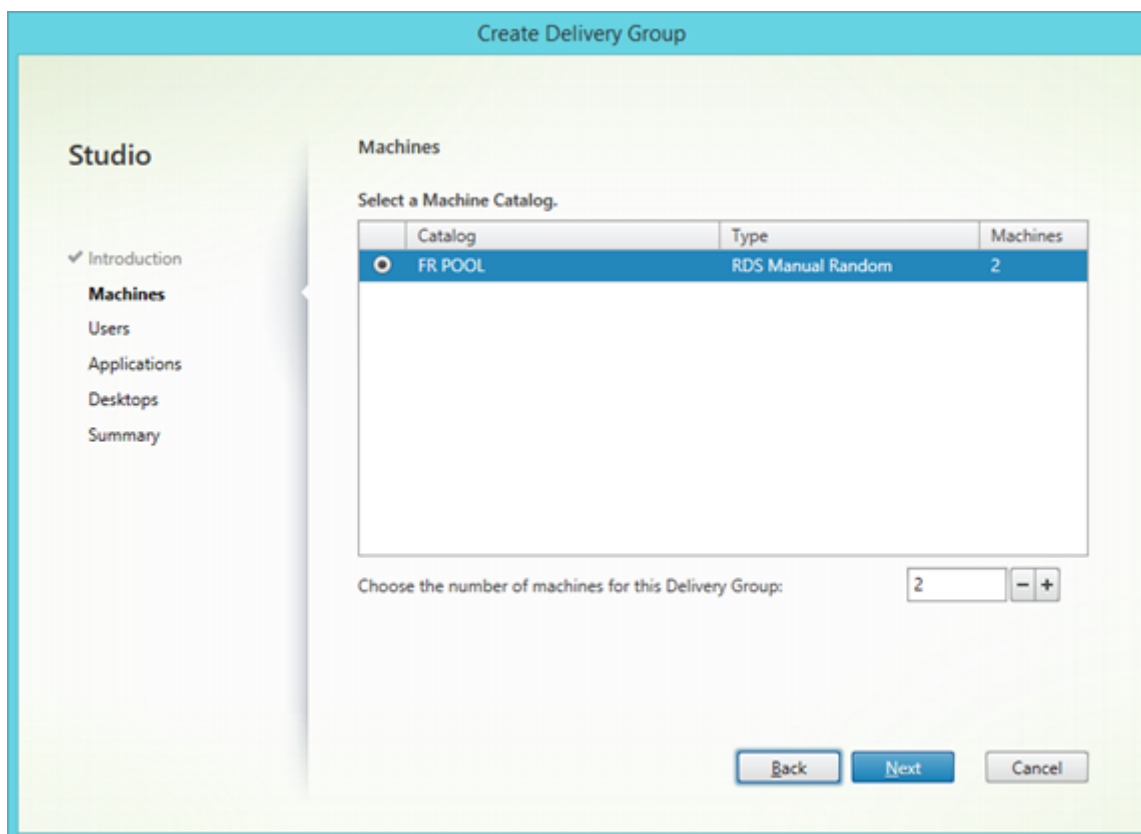 Create Delivery Group
Studio
✔ Introduction
Machines
Users
Applications
Desktops
Summary
Machines
Select a Machine Catalog.
Catalog Type Machines
FR POOL RDS Manual Random 2
Choose the number of machines for this Delivery Group: 2 − +
Back Next Cancel